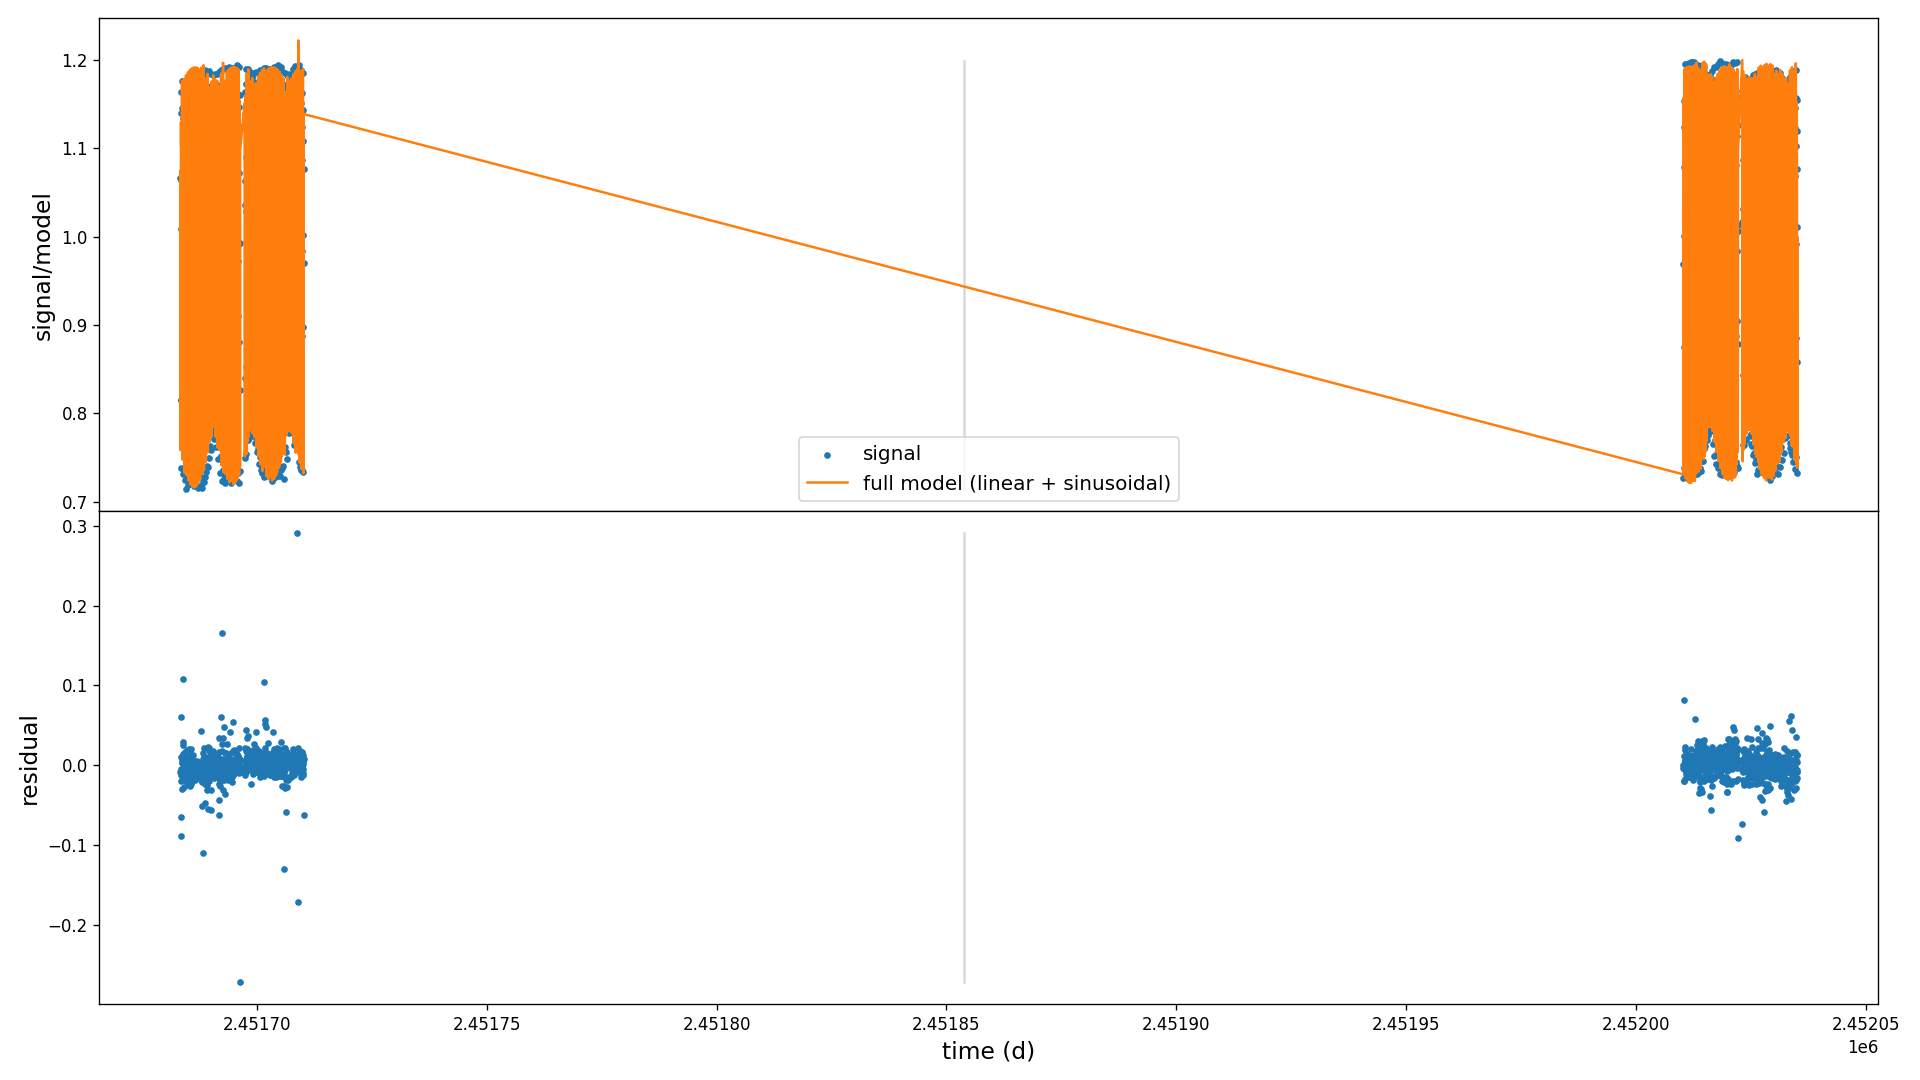 1.2
1.1
1.0
0.9
0.8
0.7
signal/model
signal
full model (linear + sinusoidal)
0.3
0.2
0.1
0.0
−0.1
−0.2
residual
2.45170 2.45175 2.45180 2.45185 2.45190 2.45195 2.45200 2.45205
1e6
time (d)